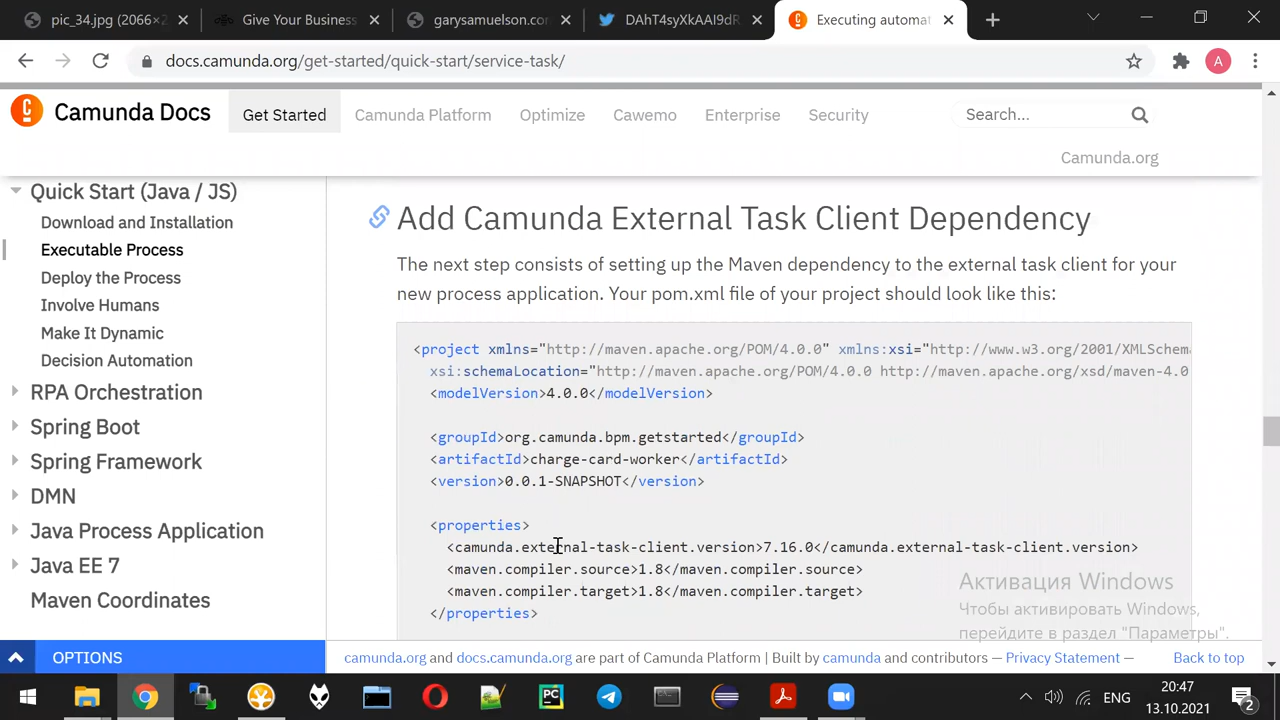 pic_34.jpg (2066×2
Give Your Business
garysamuelson.co
DAhT4syXkAAI9dR
Executing automa
docs.camunda.org/get-started/quick-start/service-task/
A
Camunda Docs
Get Started
Camunda Platform
Optimize
Cawemo
Enterprise
Security
Search...
Camunda.org
Quick Start (Java / JS)
Download and Installation
Executable Process
Deploy the Process
Involve Humans
Make It Dynamic
Decision Automation
RPA Orchestration
Spring Boot
Spring Framework
DMN
Java Process Application
Java EE 7
Maven Coordinates
OPTIONS
Add Camunda External Task Client Dependency
The next step consists of setting up the Maven dependency to the external task client for your
new process application. Your pom.xml file of your project should look like this:
<project xmlns="http://maven.apache.org/POM/4.0.0" xmlns:xsi="http://www.w3.org/2001/XMLSchema
xsi:schemaLocation="http://maven.apache.org/POM/4.0.0 http://maven.apache.org/xsd/maven-4.0
<modelVersion>4.0.0</modelVersion>
<groupId>org.camunda.bpm.getstarted</groupId>
<artifactId>charge-card-worker</artifactId>
<version>0.0.1-SNAPSHOT</version>
<properties>
<camunda.external-task-client.version>7.16.0</camunda.external-task-client.version>
<maven.compiler.source>1.8</maven.compiler.source>
<maven.compiler.target>1.8</maven.compiler.target>
</properties>
Активация Windows
Чтобы активировать Windows,
перейдите в раздел "Параметры".
camunda.org and docs.camunda.org are part of Camunda Platform | Built by camunda and contributors — Privacy Statement —
Back to top
PC
ENG
20:47
13.10.2021
2